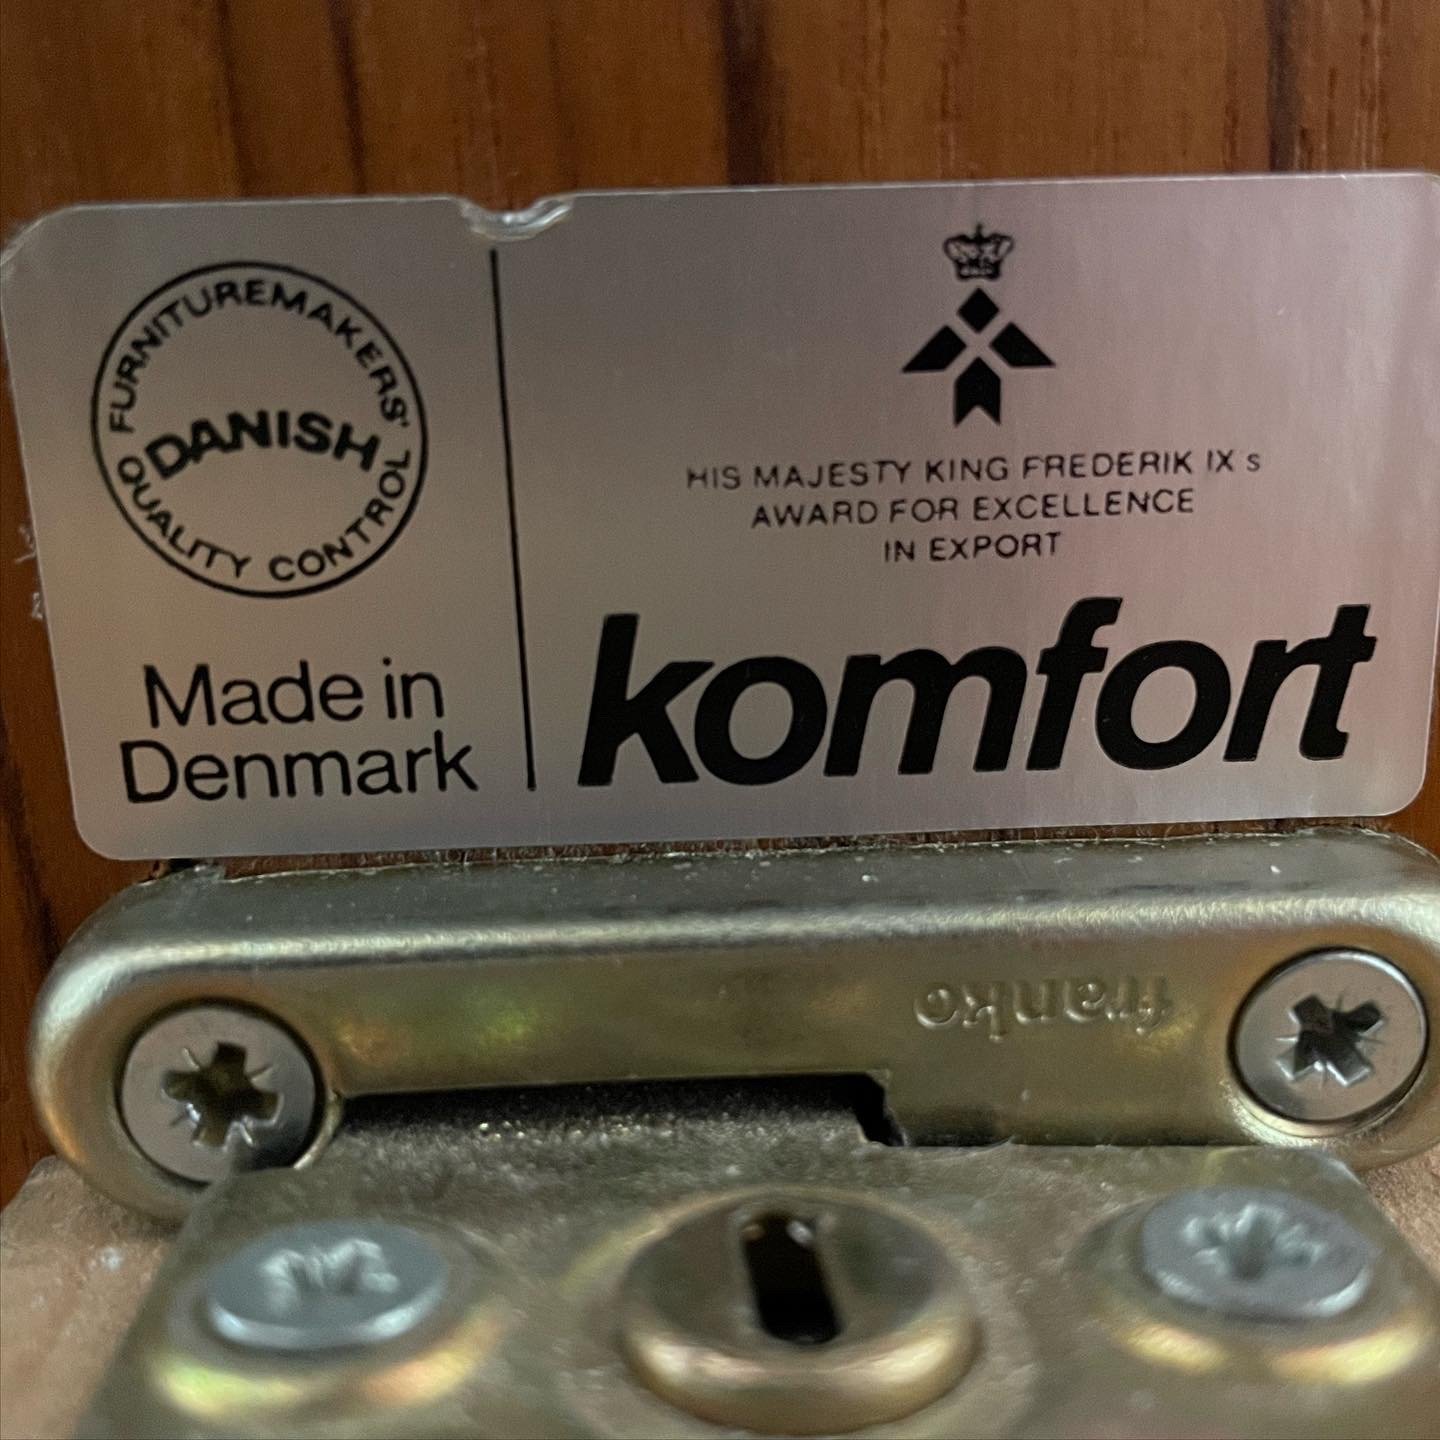 FURNITUREMAKERS'
DANISH
QUALITY CONTROL
Made in
Denmark
HIS MAJESTY KING FREDERIK IX s
AWARD FOR EXCELLENCE
IN EXPORT
komfort
franko